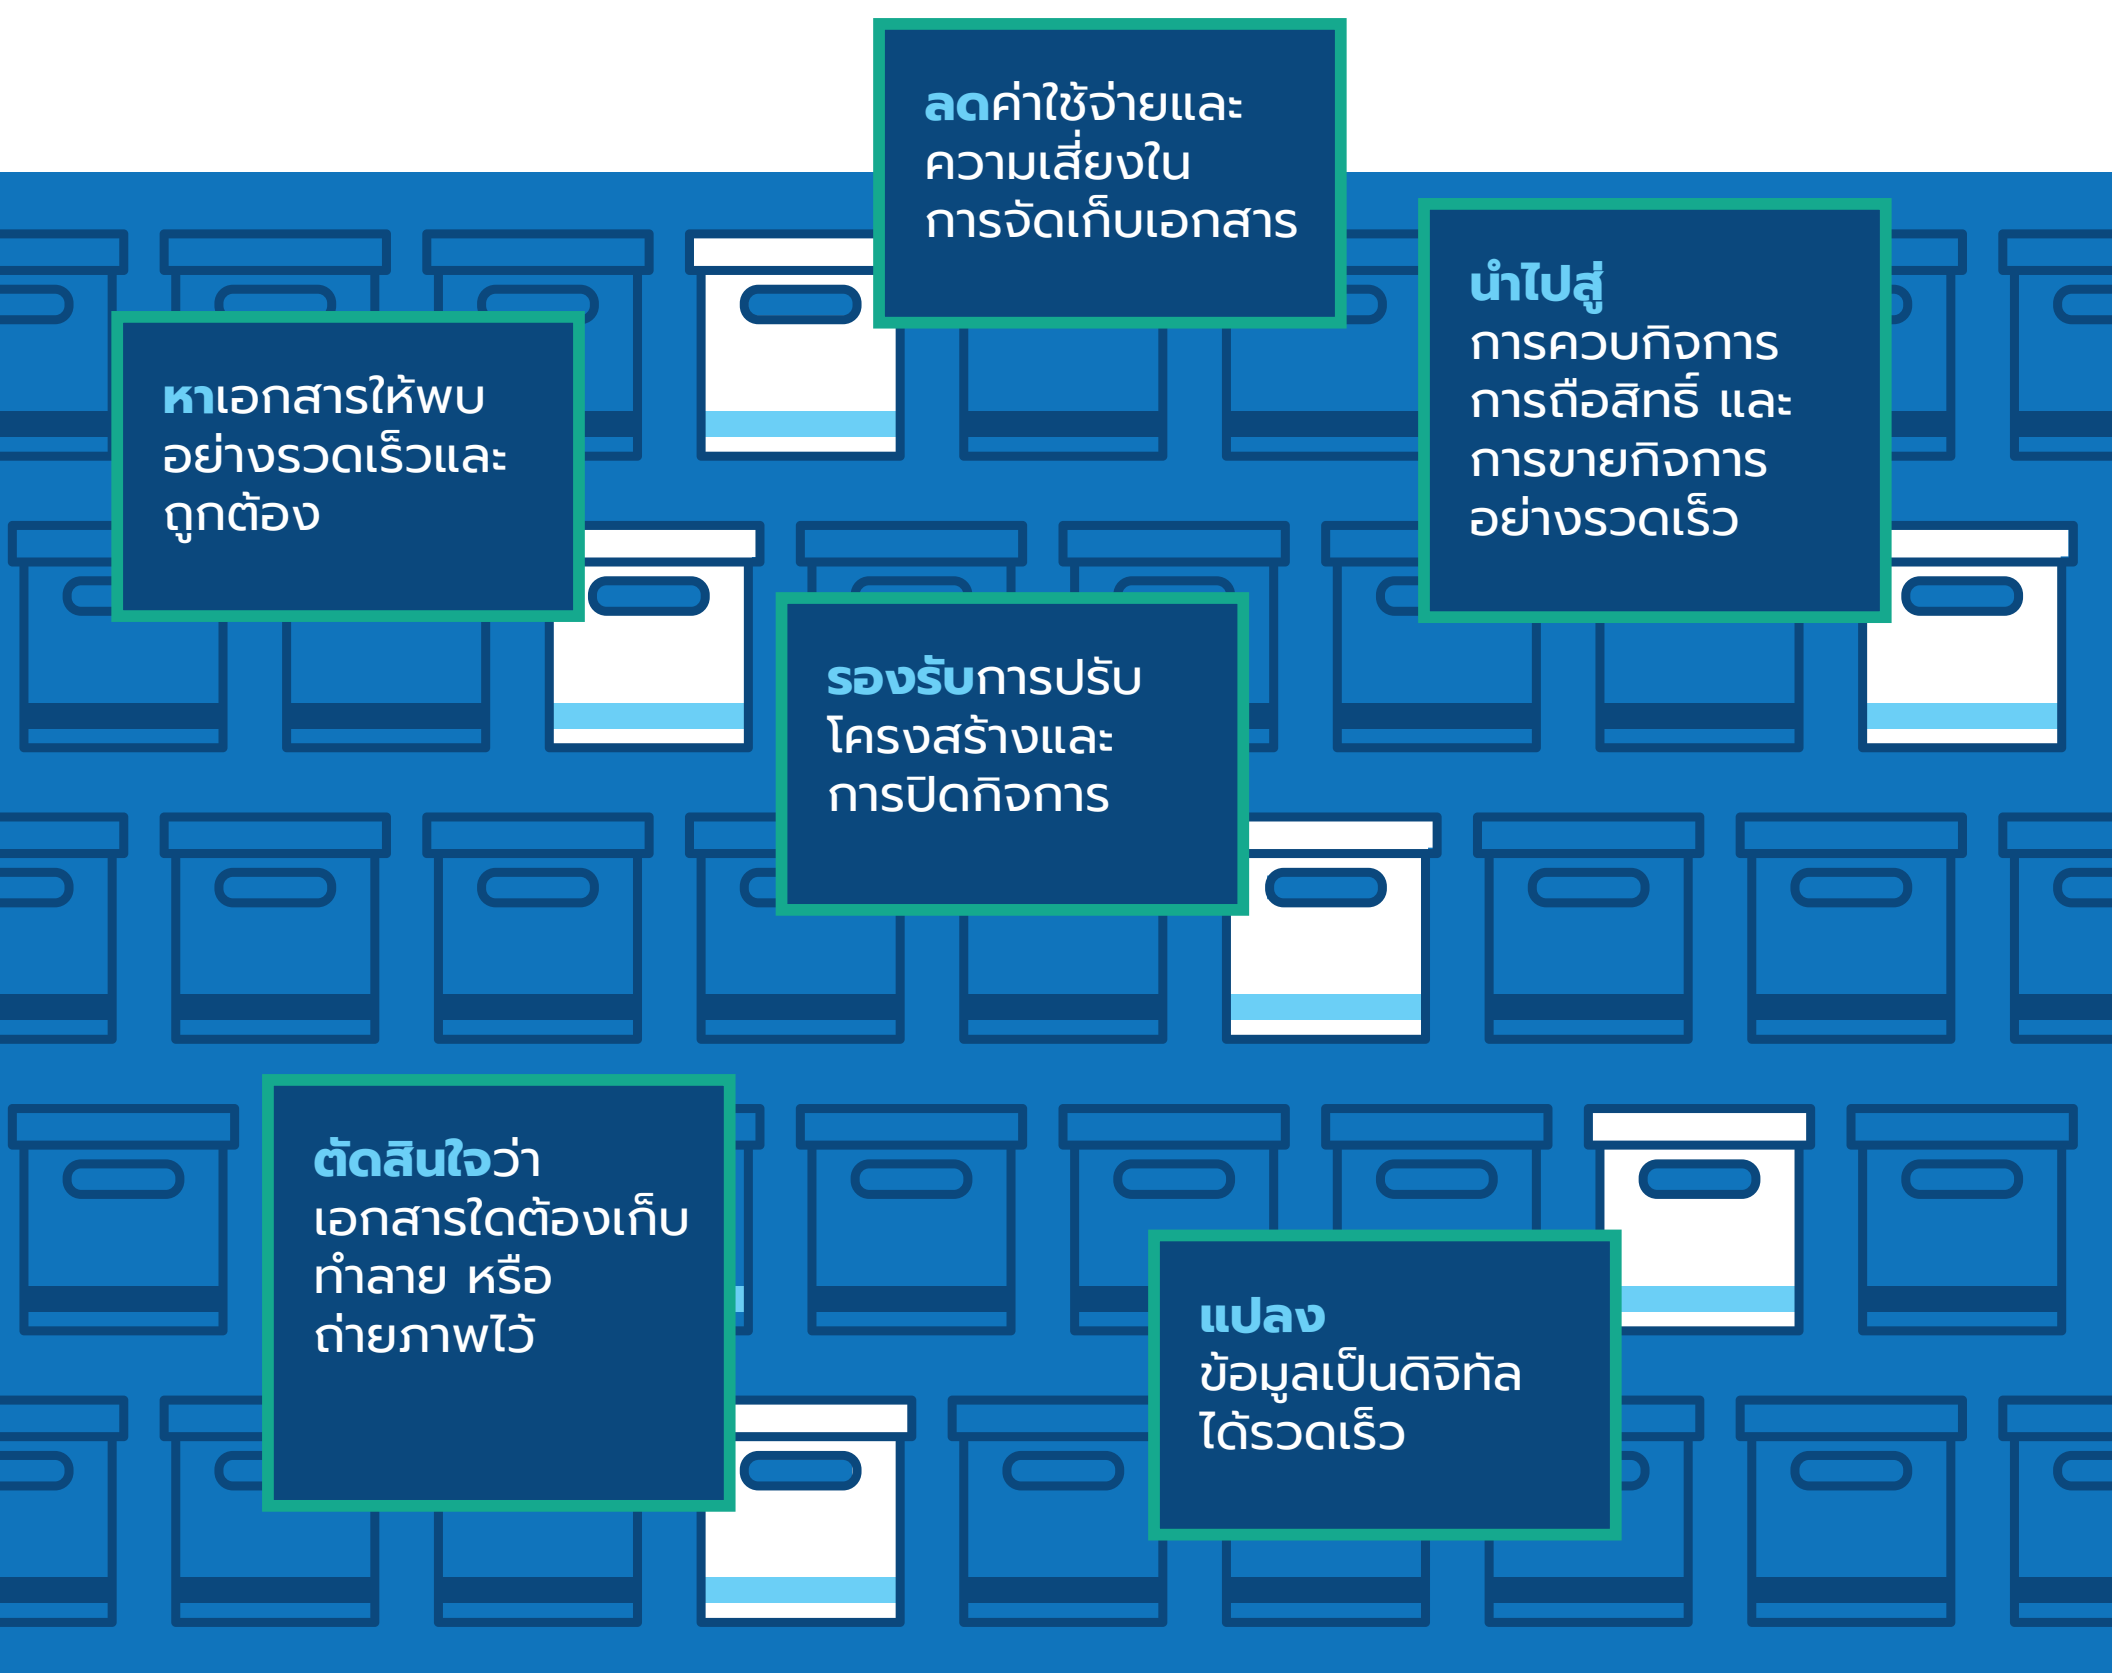 ลดค่าใช้จ่ายและ
ความเสี่ยงใน
การจัดเก็บเอกสาร
นำไปสู่
การควบกิจการ
การถือสิทธิ์ และ
การขายกิจการ
อย่างรวดเร็ว
หาเอกสารให้พบ
อย่างรวดเร็วและ
ถูกต้อง
รองรับการปรับ
โครงสร้างและ
การปิดกิจการ
ตัดสินใจว่า
เอกสารใดต้องเก็บ
ทำลาย หรือ
ถ่ายภาพไว้
แปลง
ข้อมูลเป็นดิจิทัล
ได้รวดเร็ว